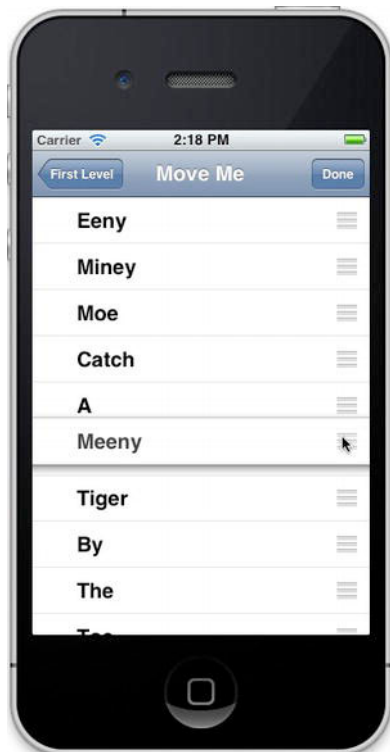 Carrier 2:18 PM
First Level Move Me Done
Eeny
Miney
Moe
Catch
A
Meeny
Tiger
By
The